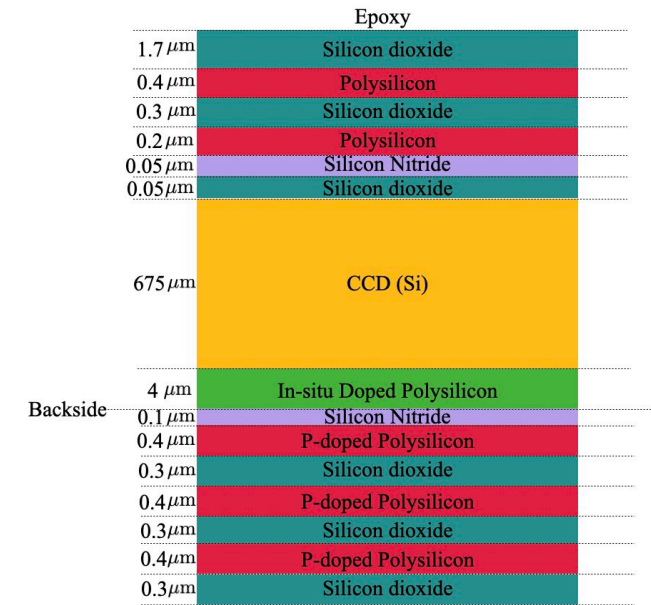 Epoxy
1.7 μm Silicon dioxide
0.4 μm Polysilicon
0.3 μm Silicon dioxide
0.2 μm Polysilicon
0.05 μm Silicon Nitride
0.05 μm Silicon dioxide
675 μm CCD (Si)
4 μm In-situ Doped Polysilicon
Backside
0.1 μm Silicon Nitride
0.4 μm P-doped Polysilicon
0.3 μm Silicon dioxide
0.4 μm P-doped Polysilicon
0.3 μm Silicon dioxide
0.4 μm P-doped Polysilicon
0.3 μm Silicon dioxide